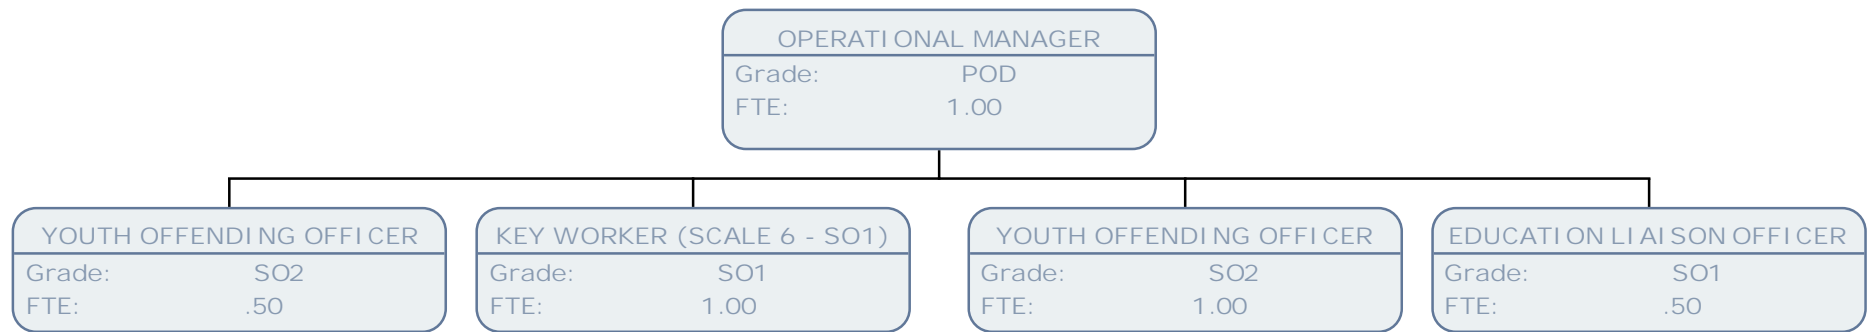 OPERATIONAL MANAGER
Grade: POD
FTE: 1.00
YOUTH OFFENDING OFFICER
Grade: SO2
FTE: .50
KEY WORKER (SCALE 6 - SO1)
Grade: SO1
FTE: 1.00
YOUTH OFFENDING OFFICER
Grade: SO2
FTE: 1.00
EDUCATION LIAISON OFFICER
Grade: SO1
FTE: .50